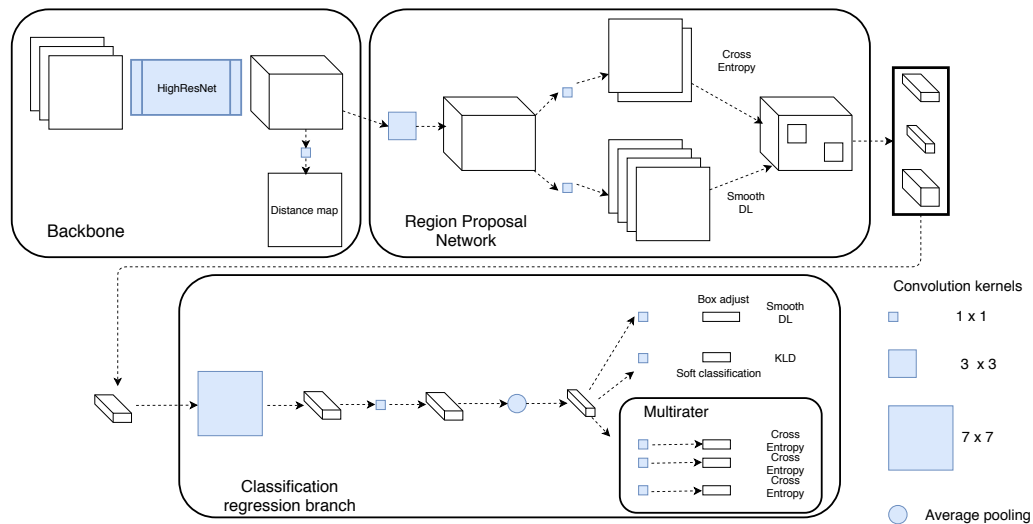 HighResNet
Distance map
Backbone
Cross
Entropy
Smooth
DL
Region Proposal
Network
Convolution kernels
1 x 1
3 x 3
7 x 7
Average pooling
Box adjust
Smooth
DL
KLD
Soft classification
Multirater
Cross
Entropy
Cross
Entropy
Cross
Entropy
Classification
regression branch